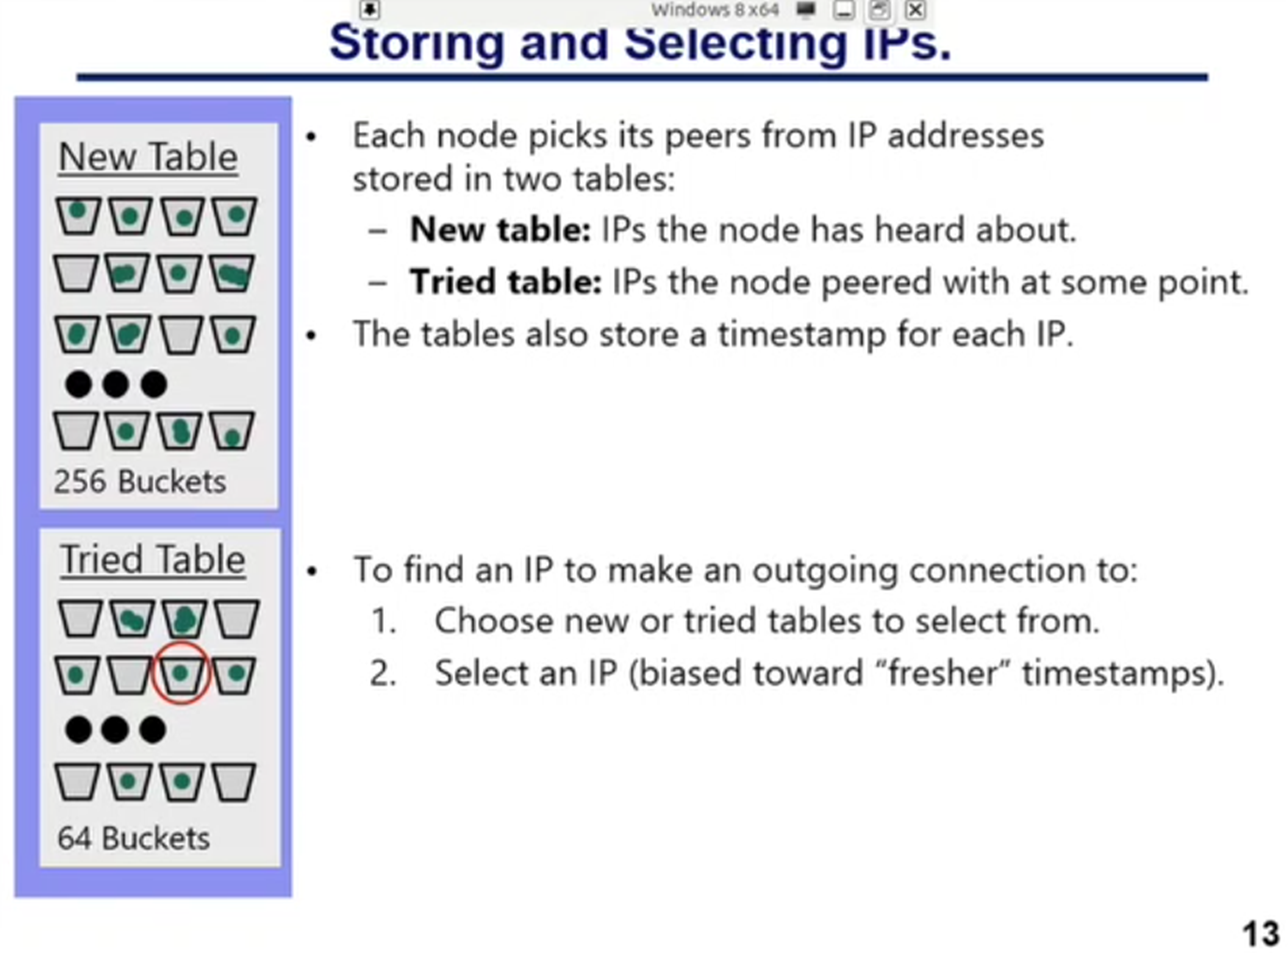 Windows 8 x64
Storing and Selecting IPs.
New Table
256 Buckets
Tried Table
64 Buckets
• Each node picks its peers from IP addresses
stored in two tables:
– New table: IPs the node has heard about.
– Tried table: IPs the node peered with at some point.
• The tables also store a timestamp for each IP.
• To find an IP to make an outgoing connection to:
1. Choose new or tried tables to select from.
2. Select an IP (biased toward “fresher” timestamps).
13